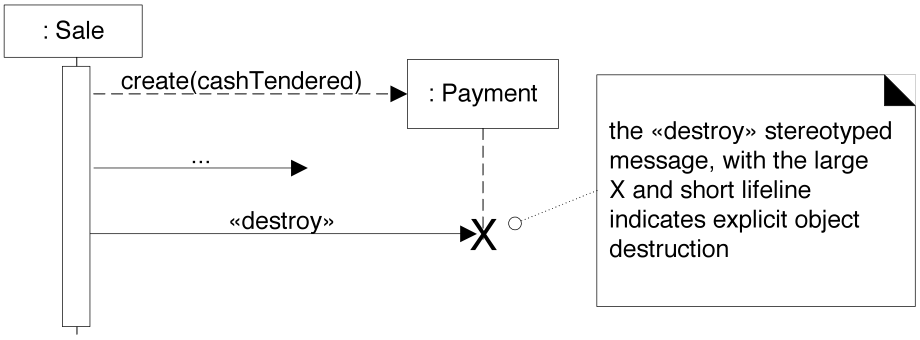 : Sale
create(cashTendered)
: Payment
...
«destroy»
X
the «destroy» stereotyped
message, with the large
X and short lifeline
indicates explicit object
destruction